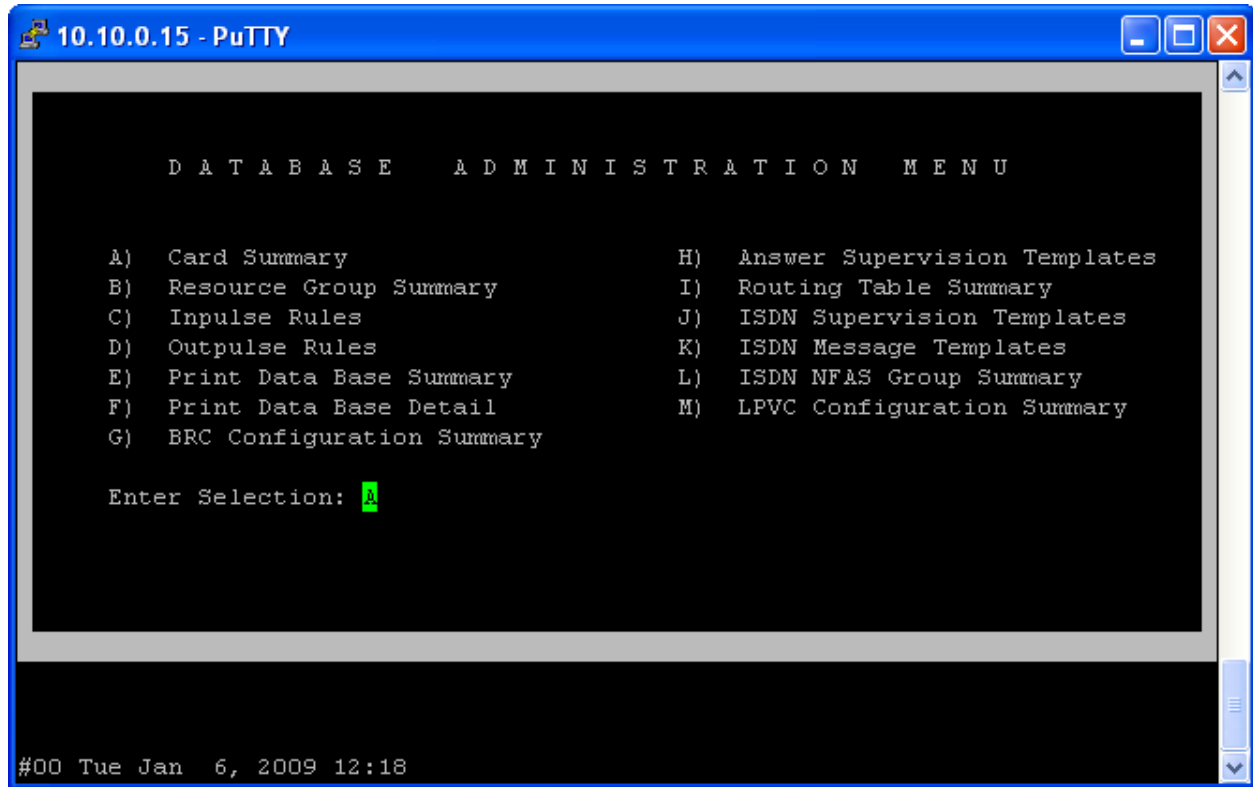 10.10.0.15 - PuTTY
D A T A B A S E   A D M I N I S T R A T I O N   M E N U
A) Card Summary
B) Resource Group Summary
C) Inpulse Rules
D) Outpulse Rules
E) Print Data Base Summary
F) Print Data Base Detail
G) BRC Configuration Summary
H) Answer Supervision Templates
I) Routing Table Summary
J) ISDN Supervision Templates
K) ISDN Message Templates
L) ISDN NFAS Group Summary
M) LPVC Configuration Summary
Enter Selection: A
#00 Tue Jan  6, 2009 12:18